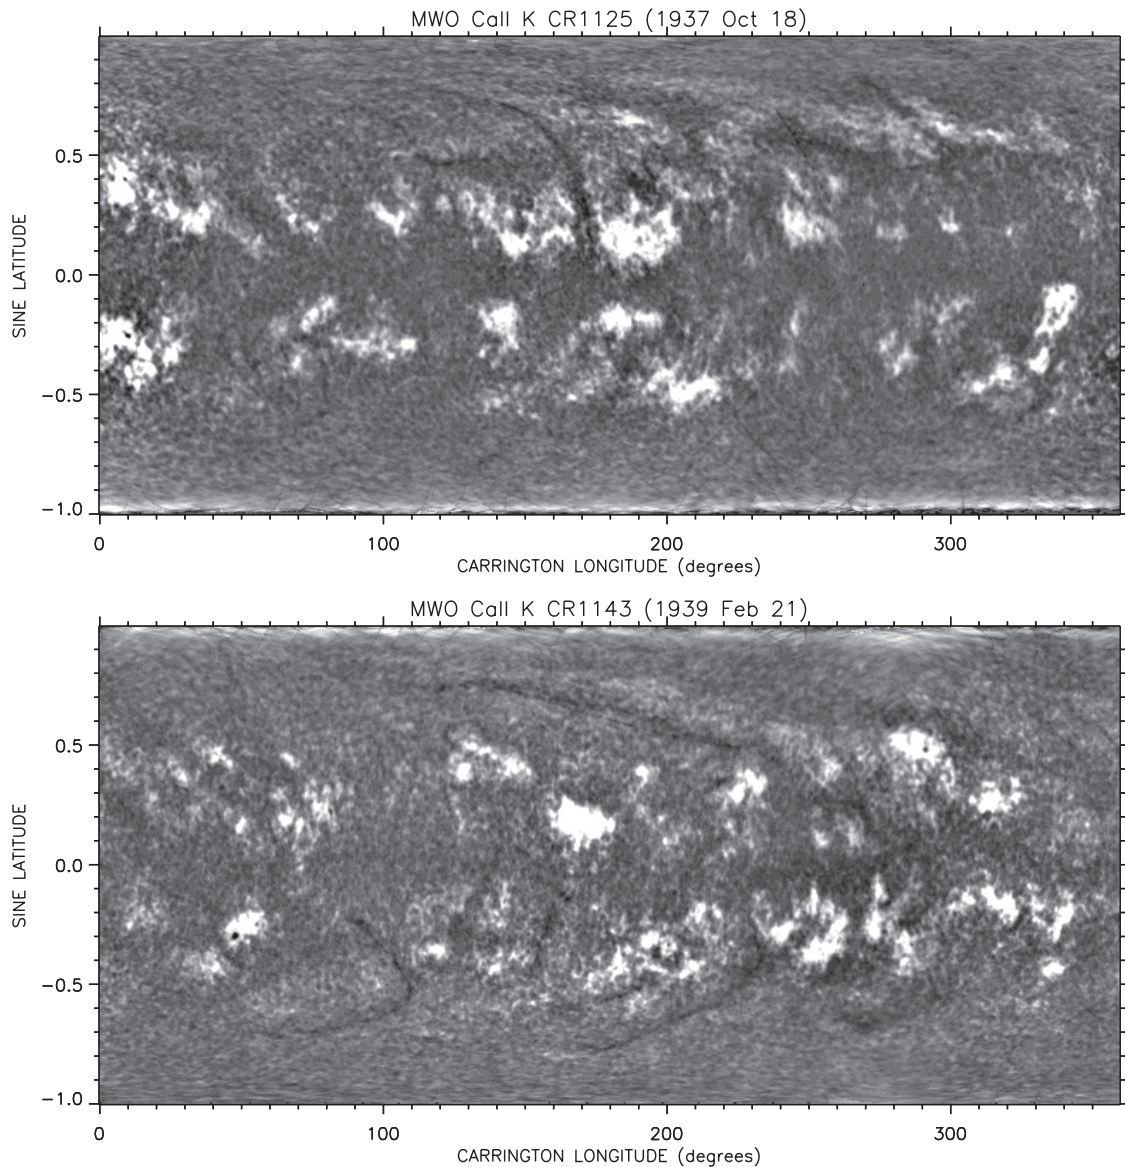 MWO CaII K CR1125 (1937 Oct 18)
SINE LATITUDE
0.5
0.0
−0.5
−1.0
0 100 200 300
CARRINGTON LONGITUDE (degrees)
MWO CaII K CR1143 (1939 Feb 21)
SINE LATITUDE
0.5
0.0
−0.5
−1.0
0 100 200 300
CARRINGTON LONGITUDE (degrees)